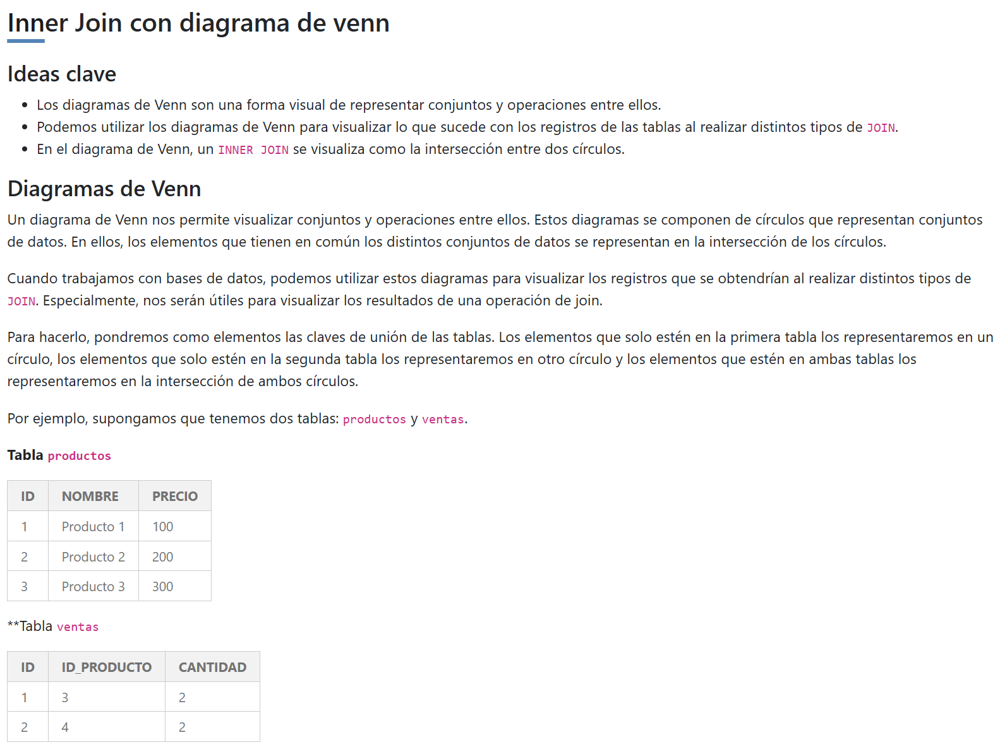 Inner Join con diagrama de venn
Ideas clave
• Los diagramas de Venn son una forma visual de representar conjuntos y operaciones entre ellos.
• Podemos utilizar los diagramas de Venn para visualizar lo que sucede con los registros de las tablas al realizar distintos tipos de JOIN.
• En el diagrama de Venn, un INNER JOIN se visualiza como la intersección entre dos círculos.
Diagramas de Venn
Un diagrama de Venn nos permite visualizar conjuntos y operaciones entre ellos. Estos diagramas se componen de círculos que representan conjuntos
de datos. En ellos, los elementos que tienen en común los distintos conjuntos de datos se representan en la intersección de los círculos.
Cuando trabajamos con bases de datos, podemos utilizar estos diagramas para visualizar los registros que se obtendrían al realizar distintos tipos de
JOIN. Especialmente, nos serán útiles para visualizar los resultados de una operación de join.
Para hacerlo, pondremos como elementos las claves de unión de las tablas. Los elementos que solo estén en la primera tabla los representaremos en un
círculo, los elementos que solo estén en la segunda tabla los representaremos en otro círculo y los elementos que estén en ambas tablas los
representaremos en la intersección de ambos círculos.
Por ejemplo, supongamos que tenemos dos tablas: productos y ventas.
Tabla productos
ID NOMBRE PRECIO
1 Producto 1 100
2 Producto 2 200
3 Producto 3 300
**Tabla ventas
ID ID_PRODUCTO CANTIDAD
1 3 2
2 4 2